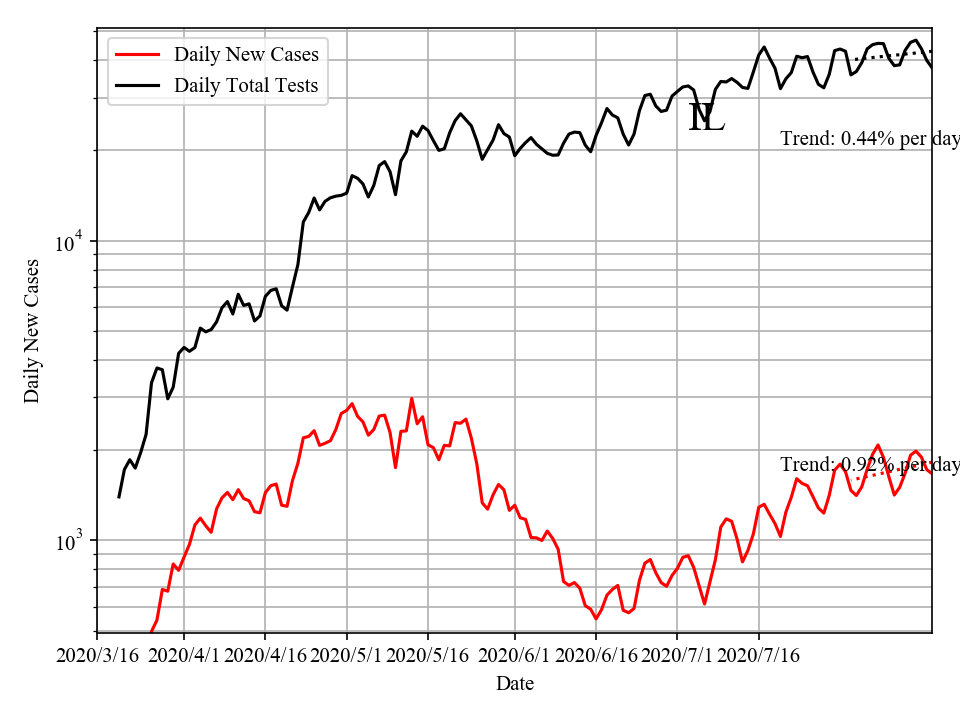 Daily New Cases
Daily Total Tests
IL
Trend: 0.44% per day
Trend: 0.92% per day
10^4
10^3
Daily New Cases
2020/3/16 2020/4/1 2020/4/16 2020/5/1 2020/5/16 2020/6/1 2020/6/16 2020/7/1 2020/7/16
Date